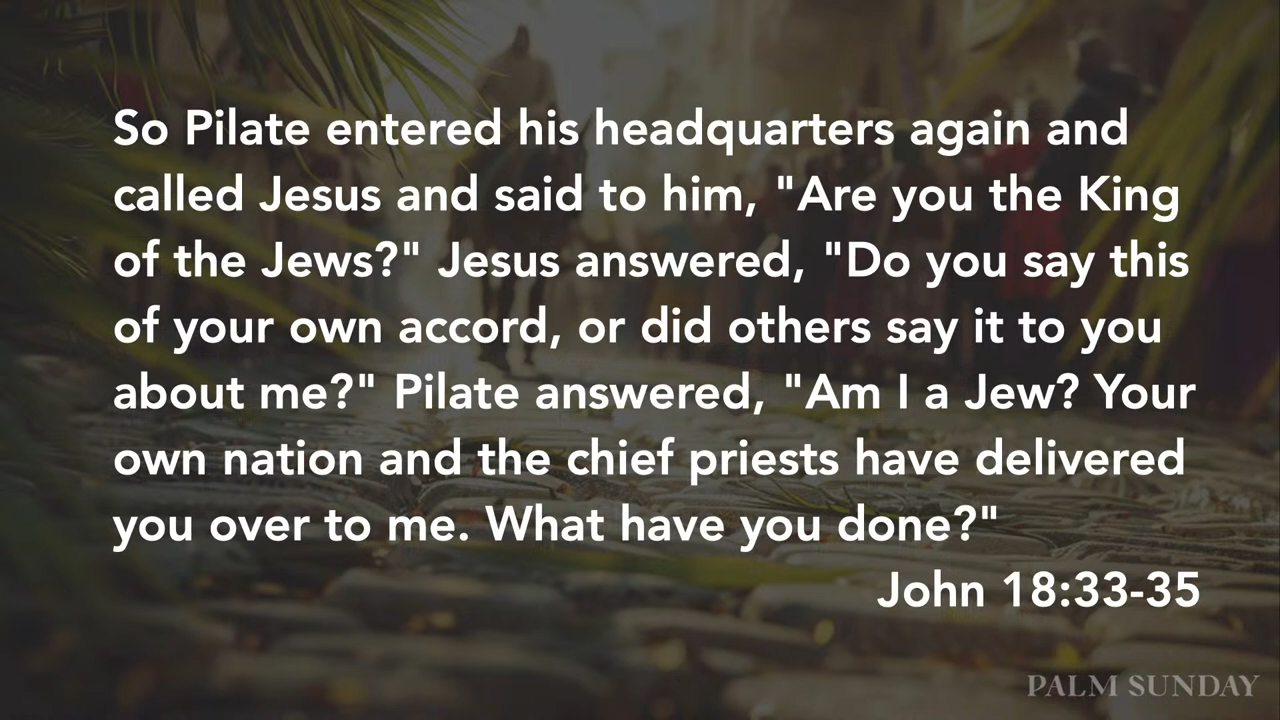 So Pilate entered his headquarters again and
called Jesus and said to him, "Are you the King
of the Jews?" Jesus answered, "Do you say this
of your own accord, or did others say it to you
about me?" Pilate answered, "Am I a Jew? Your
own nation and the chief priests have delivered
you over to me. What have you done?"
John 18:33-35
PALM SUNDAY